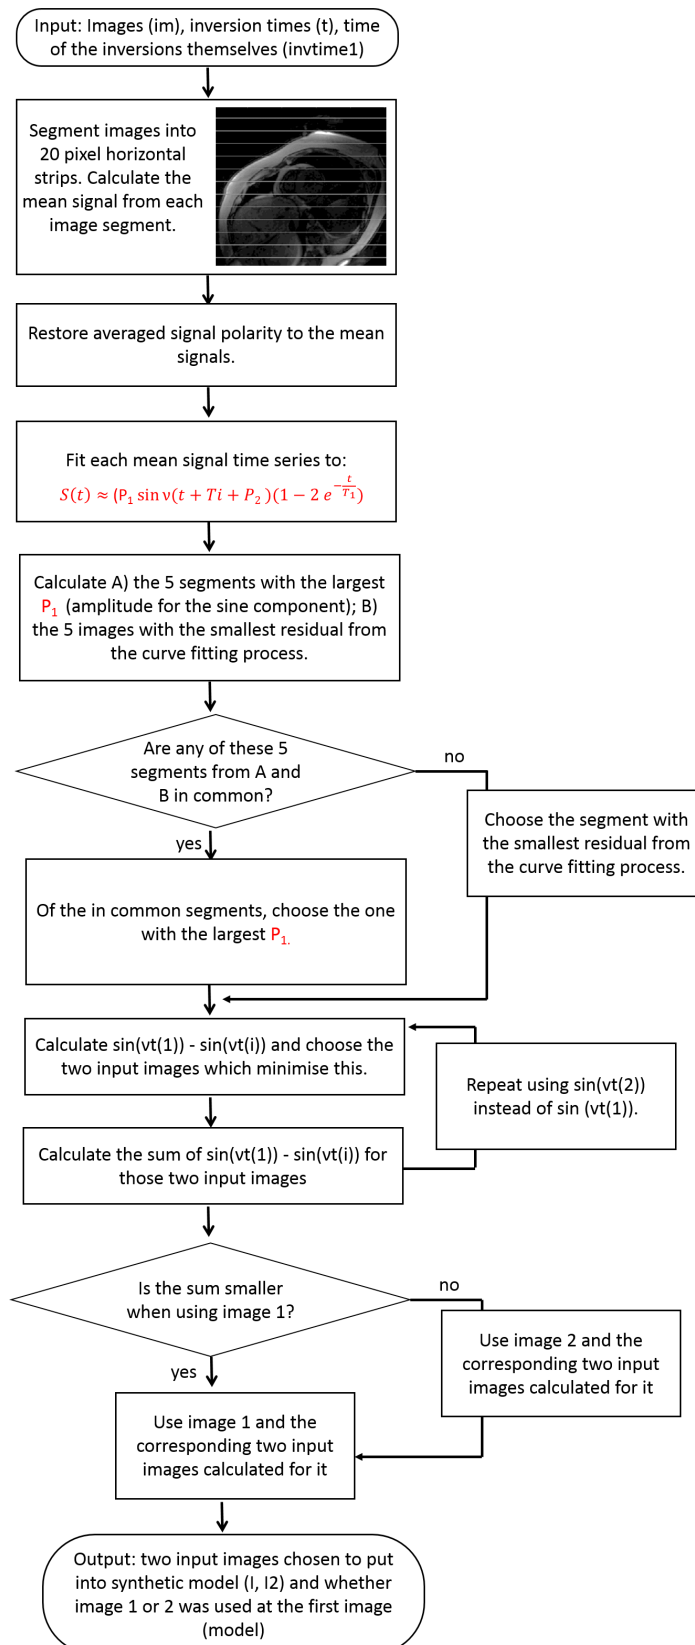 Input: Images (im), inversion times (t), time
of the inversions themselves (invtime1)
Segment images into
20 pixel horizontal
strips. Calculate the
mean signal from each
image segment.
Restore averaged signal polarity to the mean
signals.
Fit each mean signal time series to:
S(t) ≈ (P₁ sin ν(t + Ti + P₂ )(1 − 2 e^{−t/T₁})
Calculate A) the 5 segments with the largest
P₁ (amplitude for the sine component); B)
the 5 images with the smallest residual from
the curve fitting process.
Are any of these 5
segments from A and
B in common?
no
Choose the segment with
the smallest residual from
the curve fitting process.
yes
Of the in common segments, choose the one
with the largest P₁.
Calculate sin(vt(1)) - sin(vt(i)) and choose the
two input images which minimise this.
Repeat using sin(vt(2))
instead of sin (vt(1)).
Calculate the sum of sin(vt(1)) - sin(vt(i)) for
those two input images
Is the sum smaller
when using image 1?
no
Use image 2 and the
corresponding two input
images calculated for it
yes
Use image 1 and the
corresponding two input
images calculated for it
Output: two input images chosen to put
into synthetic model (I, I2) and whether
image 1 or 2 was used at the first image
(model)